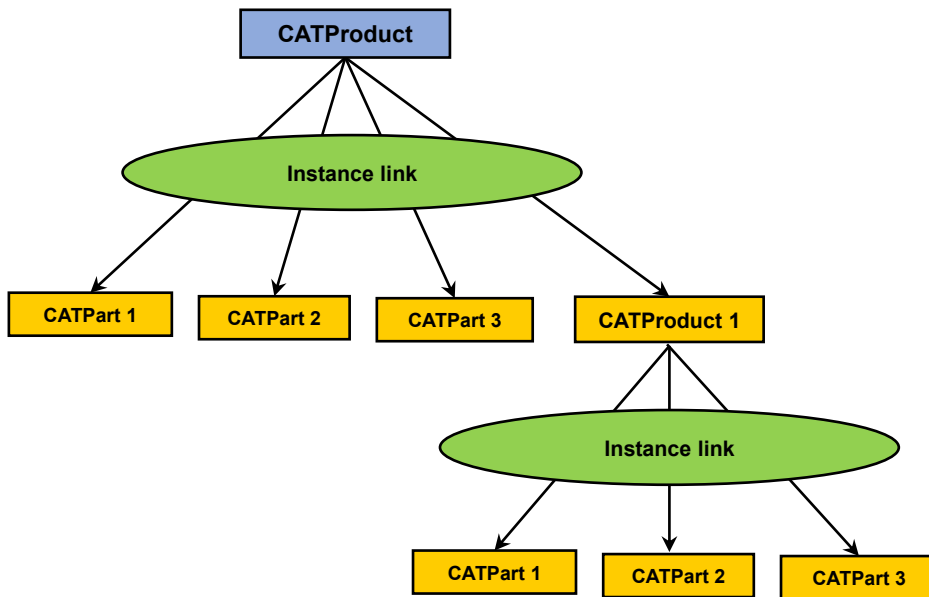 CATProduct
Instance link
CATPart 1
CATPart 2
CATPart 3
CATProduct 1
Instance link
CATPart 1
CATPart 2
CATPart 3